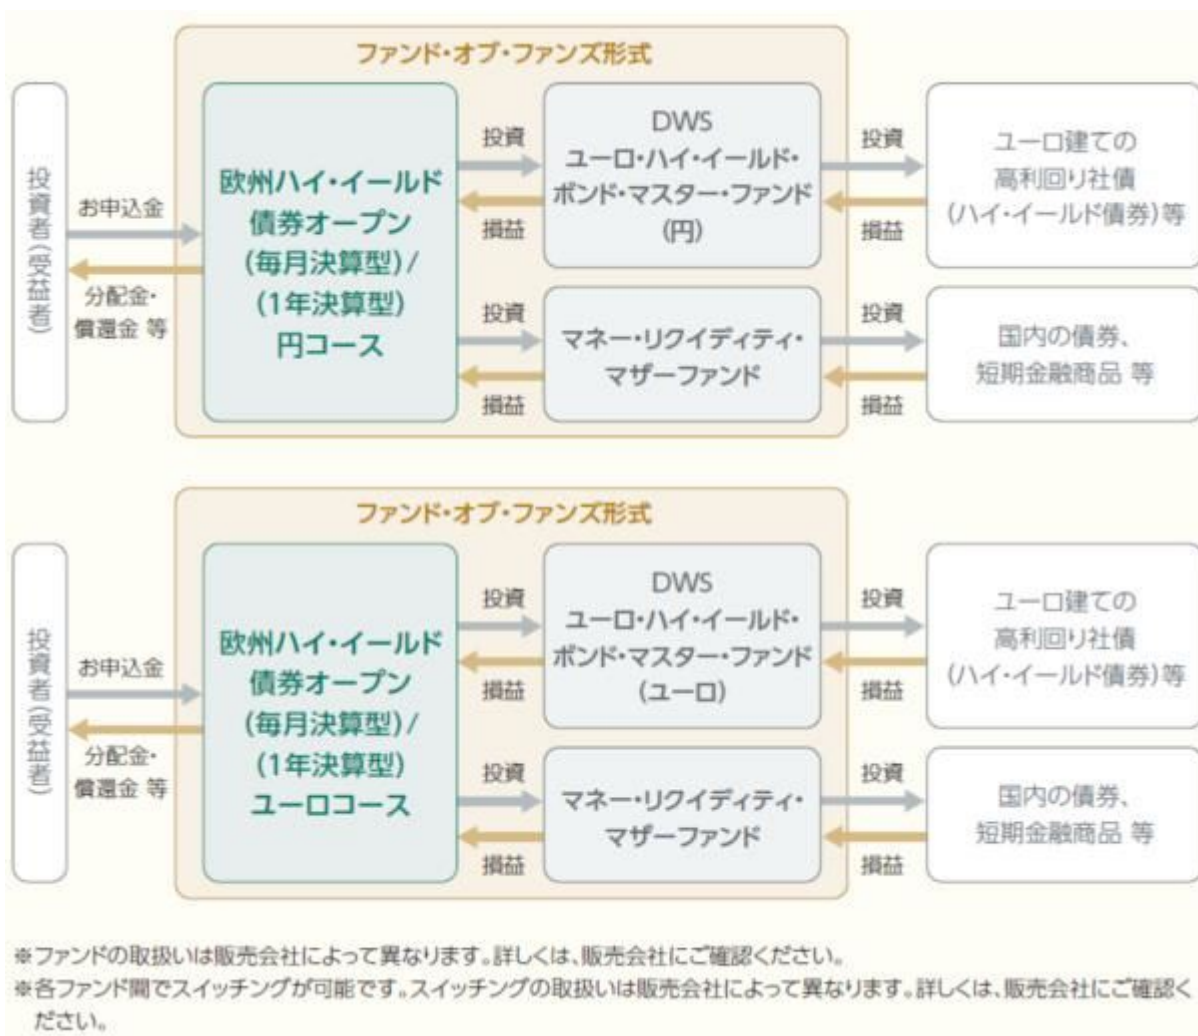 ファンド・オブ・ファンズ形式
投資者(受益者)
お申込金
分配金・
償還金 等
欧州ハイ・イールド
債券オープン
(毎月決算型)/
(1年決算型)
円コース
投資
損益
DWS
ユーロ・ハイ・イールド・
ボンド・マスター・ファンド
(円)
投資
損益
ユーロ建ての
高利回り社債
(ハイ・イールド債券)等
投資
損益
マネー・リクイディティ・
マザーファンド
投資
損益
国内の債券、
短期金融商品 等
ファンド・オブ・ファンズ形式
投資者(受益者)
お申込金
分配金・
償還金 等
欧州ハイ・イールド
債券オープン
(毎月決算型)/
(1年決算型)
ユーロコース
投資
損益
DWS
ユーロ・ハイ・イールド・
ボンド・マスター・ファンド
(ユーロ)
投資
損益
ユーロ建ての
高利回り社債
(ハイ・イールド債券)等
投資
損益
マネー・リクイディティ・
マザーファンド
投資
損益
国内の債券、
短期金融商品 等
※ファンドの取扱いは販売会社によって異なります。詳しくは、販売会社にご確認ください。
※各ファンド間でスイッチングが可能です。スイッチングの取扱いは販売会社によって異なります。詳しくは、販売会社にご確認く
ださい。